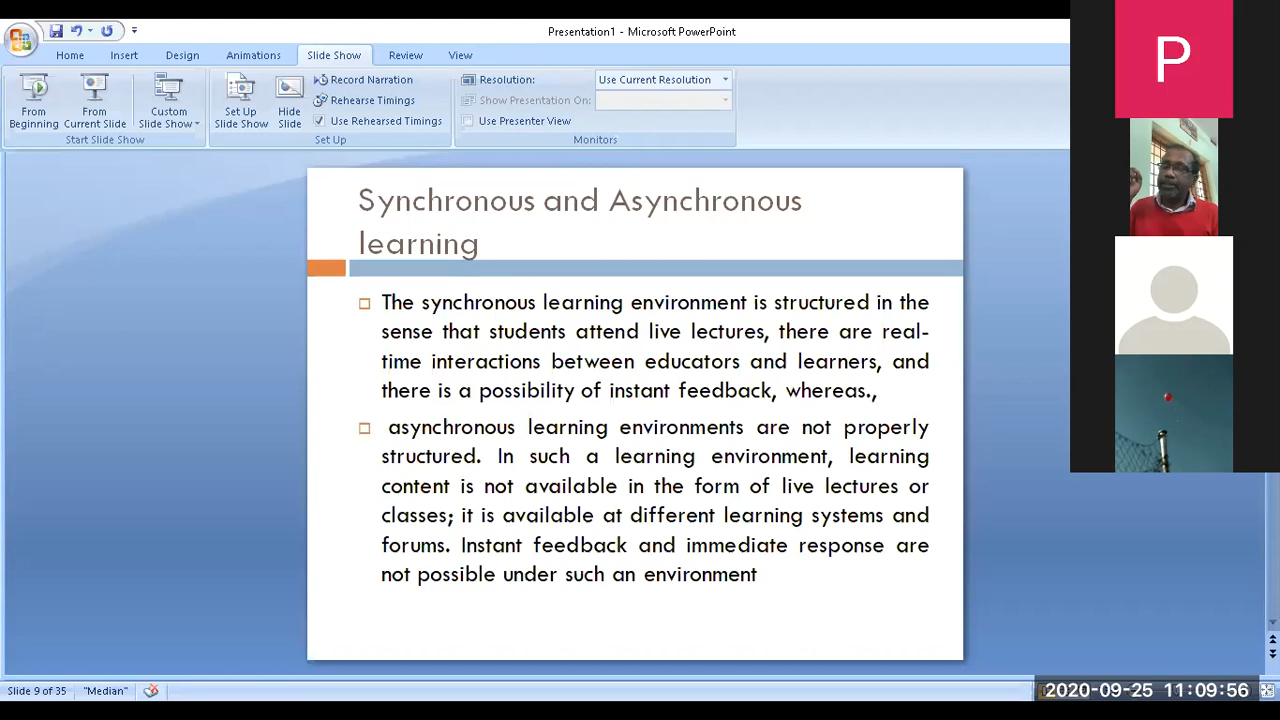 Presentation1 - Microsoft PowerPoint
Home Insert Design Animations Slide Show Review View
From Beginning
From Current Slide
Custom Slide Show
Start Slide Show
Set Up Slide Show
Hide Slide
Record Narration
Rehearse Timings
Use Rehearsed Timings
Set Up
Resolution: Use Current Resolution
Show Presentation On:
Use Presenter View
Monitors
P
Synchronous and Asynchronous
learning
The synchronous learning environment is structured in the
sense that students attend live lectures, there are real-
time interactions between educators and learners, and
there is a possibility of instant feedback, whereas.,
asynchronous learning environments are not properly
structured. In such a learning environment, learning
content is not available in the form of live lectures or
classes; it is available at different learning systems and
forums. Instant feedback and immediate response are
not possible under such an environment
Slide 9 of 35 "Median"
2020-09-25 11:09:56